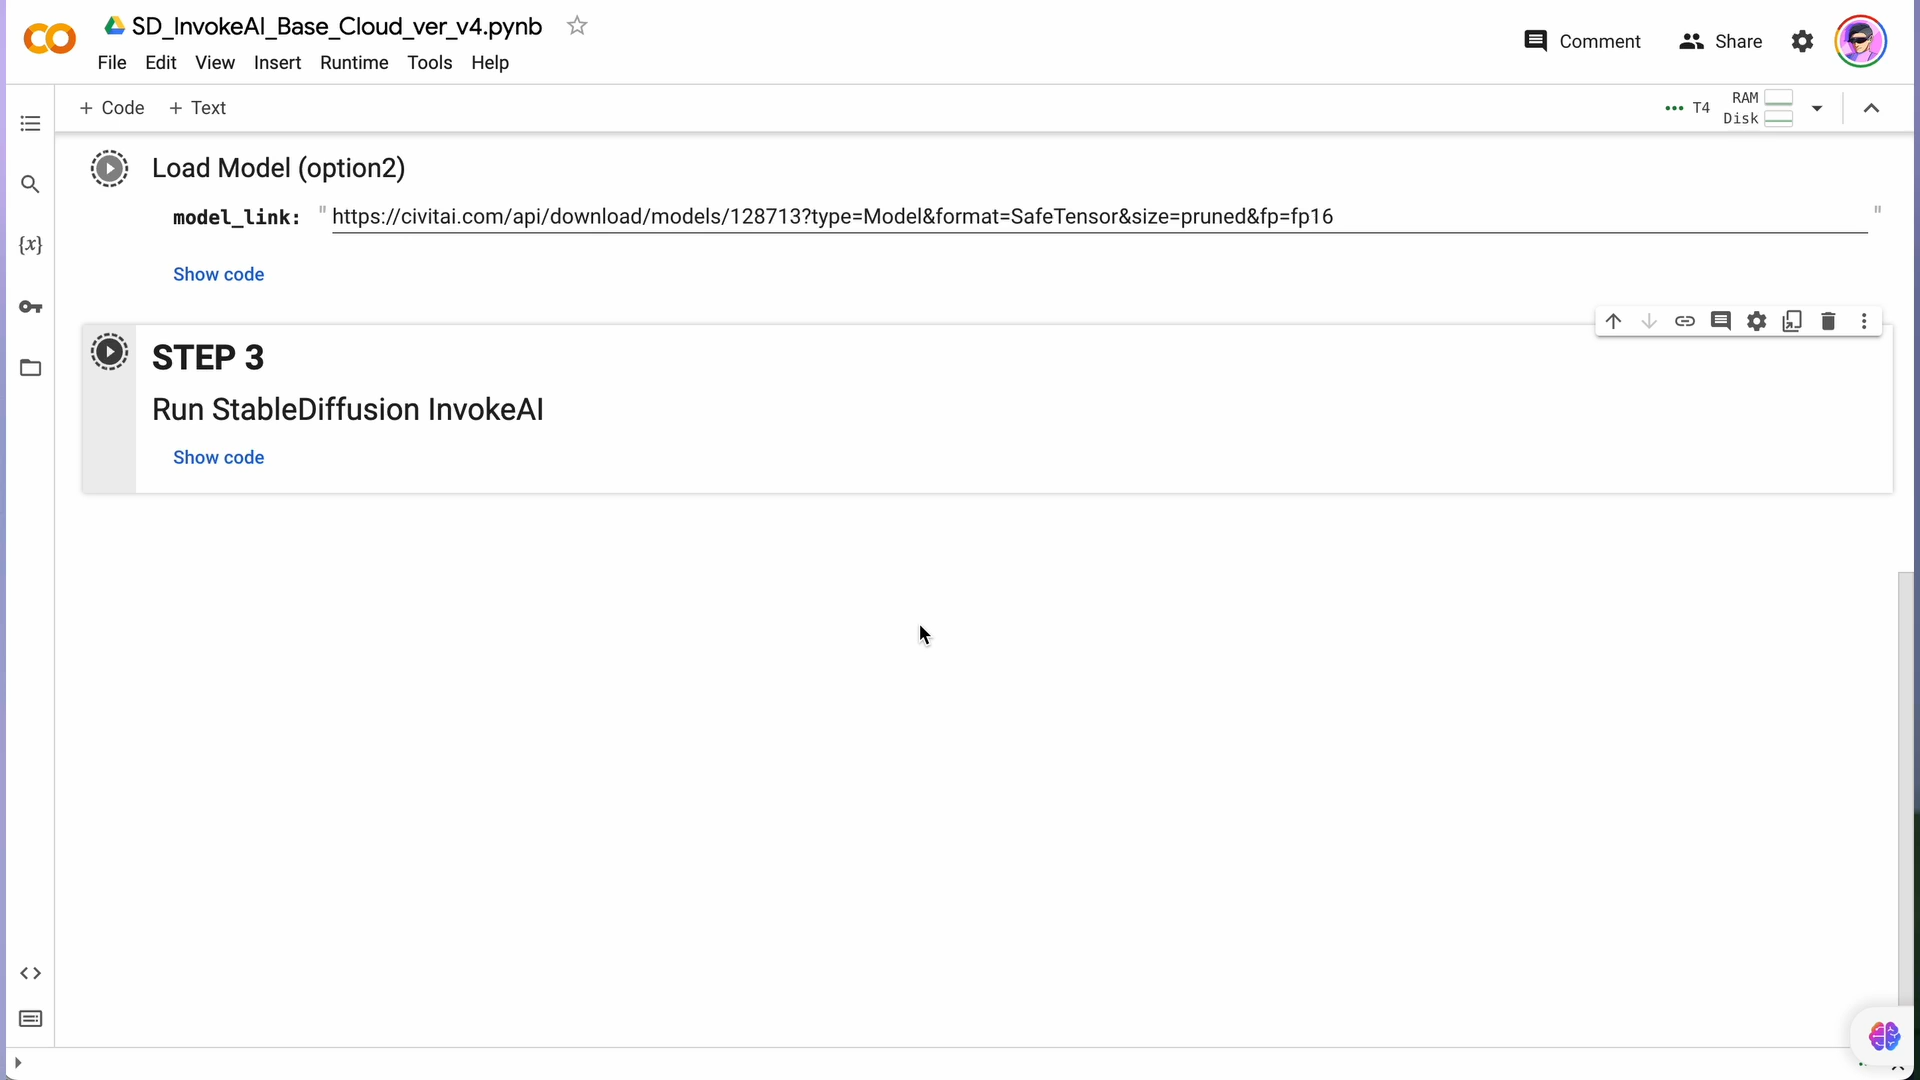 SD_InvokeAI_Base_Cloud_ver_v4.pynb
Comment
Share
File Edit View Insert Runtime Tools Help
+ Code + Text
T4
RAM
Disk
Load Model (option2)
model_link: "https://civitai.com/api/download/models/128713?type=Model&format=SafeTensor&size=pruned&fp=fp16"
Show code
{x}
STEP 3
Run StableDiffusion InvokeAI
Show code